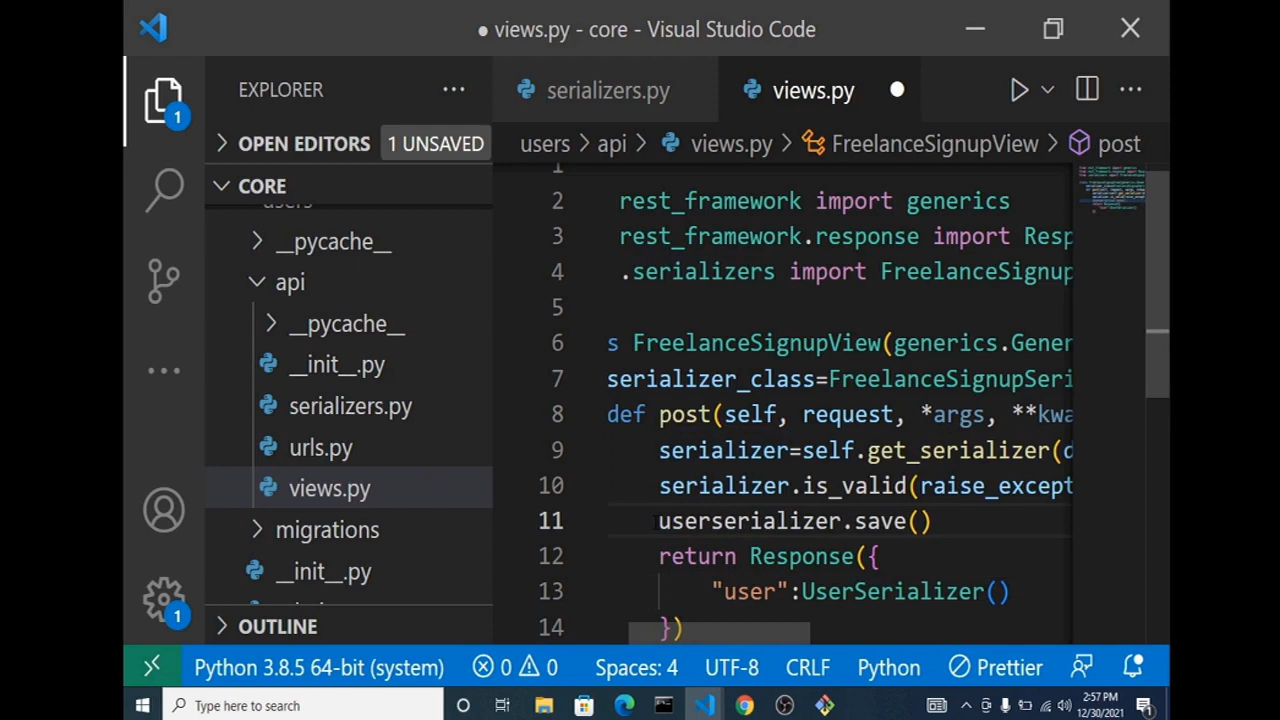 ● views.py - core - Visual Studio Code
EXPLORER
serializers.py
views.py
1
OPEN EDITORS
1 UNSAVED
users
api
views.py
FreelanceSignupView
post
CORE
users
__pycache__
api
__pycache__
__init__.py
serializers.py
urls.py
views.py
migrations
__init__.py
OUTLINE
1
1
2 rest_framework import generics
3 rest_framework.response import Resp
4 .serializers import FreelanceSignup
5
6 s FreelanceSignupView(generics.Gener
7 serializer_class=FreelanceSignupSeri
8 def post(self, request, *args, **kwa
9 serializer=self.get_serializer(d
10 serializer.is_valid(raise_except
11 userserializer.save()
12 return Response({
13 "user":UserSerializer()
14 })
Python 3.8.5 64-bit (system)
0
0
Spaces: 4
UTF-8
CRLF
Python
Prettier
Type here to search
2:57 PM
12/30/2021
1